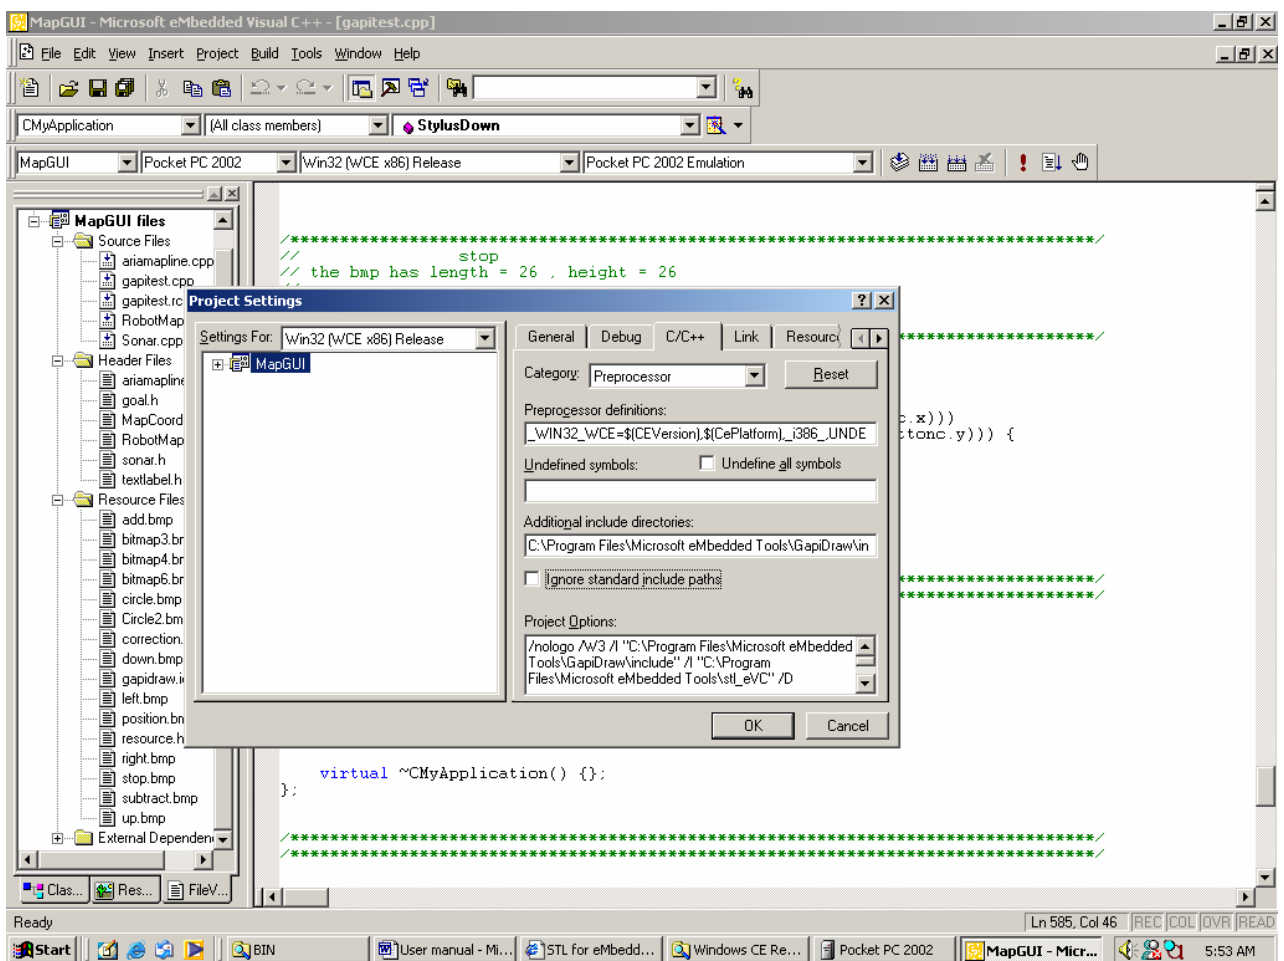 MapGUI - Microsoft eMbedded Visual C++ - [gapitest.cpp]
File Edit View Insert Project Build Tools Window Help
CMyApplication (All class members) StylusDown
MapGUI Pocket PC 2002 Win32 (WCE x86) Release Pocket PC 2002 Emulation
MapGUI files
Source Files
ariamapline.cpp
gapitest.cpp
gapitest.rc
RobotMap
Sonar.cpp
Header Files
ariamapline
goal.h
MapCoord
RobotMap
sonar.h
textlabel.h
Resource Files
add.bmp
bitmap3.br
bitmap4.br
bitmap6.br
circle.bmp
Circle2.bm
correction.
down.bmp
gapidraw.i
left.bmp
position.bn
resource.h
right.bmp
stop.bmp
subtract.bmp
up.bmp
External Dependen
Clas... Res... FileV...
/*********************************************************************************/
// stop
// the bmp has length = 26 , height = 26
//
*******************/
c.x)))
ttonc.y))) {
*******************/
*******************/
virtual ~CMyApplication() {};
};
/*********************************************************************************/
/*********************************************************************************/
Project Settings
Settings For: Win32 (WCE x86) Release
MapGUI
General Debug C/C++ Link Resourc
Category: Preprocessor Reset
Preprocessor definitions:
_WIN32_WCE=$(CEVersion),$(CePlatform),_i386_,UNDE
Undefined symbols: Undefine all symbols
Additional include directories:
C:\Program Files\Microsoft eMbedded Tools\GapiDraw\in
Ignore standard include paths
Project Options:
/nologo /W3 /I "C:\Program Files\Microsoft eMbedded
Tools\GapiDraw\include" /I "C:\Program
Files\Microsoft eMbedded Tools\stl_eVC" /D
OK Cancel
Ready Ln 585, Col 46 REC COL OVR READ
Start BIN User manual - Mi... STL for eMbedd... Windows CE Re... Pocket PC 2002 MapGUI - Micr... 5:53 AM